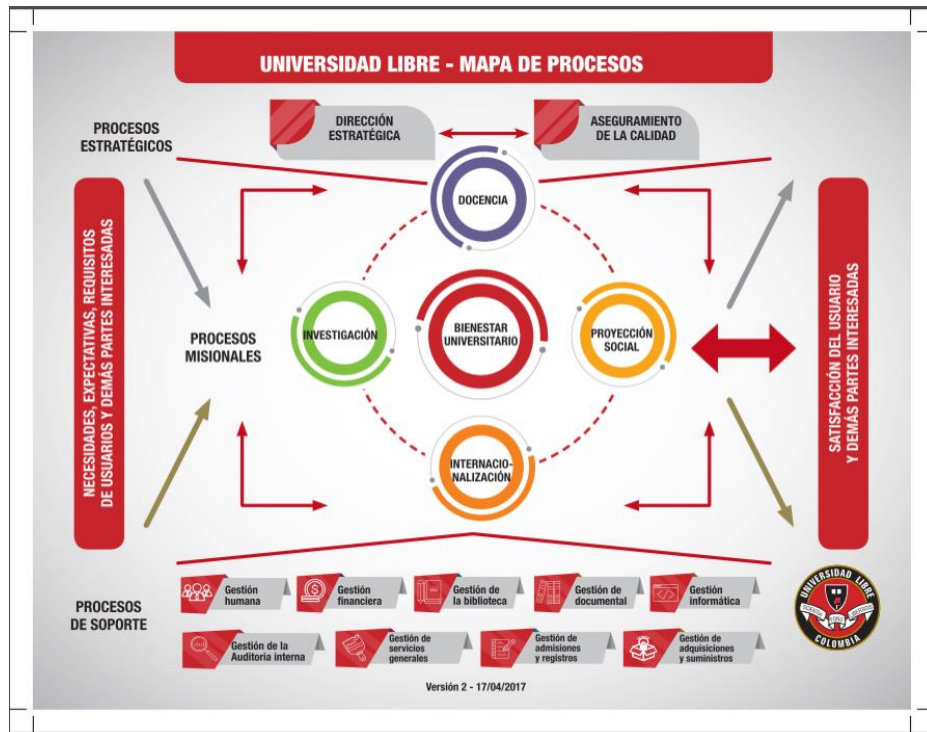 UNIVERSIDAD LIBRE - MAPA DE PROCESOS
PROCESOS
ESTRATÉGICOS
DIRECCIÓN
ESTRATÉGICA
ASEGURAMIENTO
DE LA CALIDAD
NECESIDADES, EXPECTATIVAS, REQUISITOS
DE USUARIOS Y DEMÁS PARTES INTERESADAS
PROCESOS
MISIONALES
DOCENCIA
INVESTIGACIÓN
BIENESTAR
UNIVERSITARIO
PROYECCIÓN
SOCIAL
INTERNACIO-
NALIZACIÓN
SATISFACCIÓN DEL USUARIO
Y DEMÁS PARTES INTERESADAS
PROCESOS
DE SOPORTE
Gestión
humana
Gestión
financiera
Gestión de
la biblioteca
Gestión de
documental
Gestión
informática
Gestión de la
Auditoria interna
Gestión de
servicios
generales
Gestión de
admisiones
y registros
Gestión de
adquisiciones
y suministros
UNIVERSIDAD LIBRE
COLOMBIA
Versión 2 - 17/04/2017